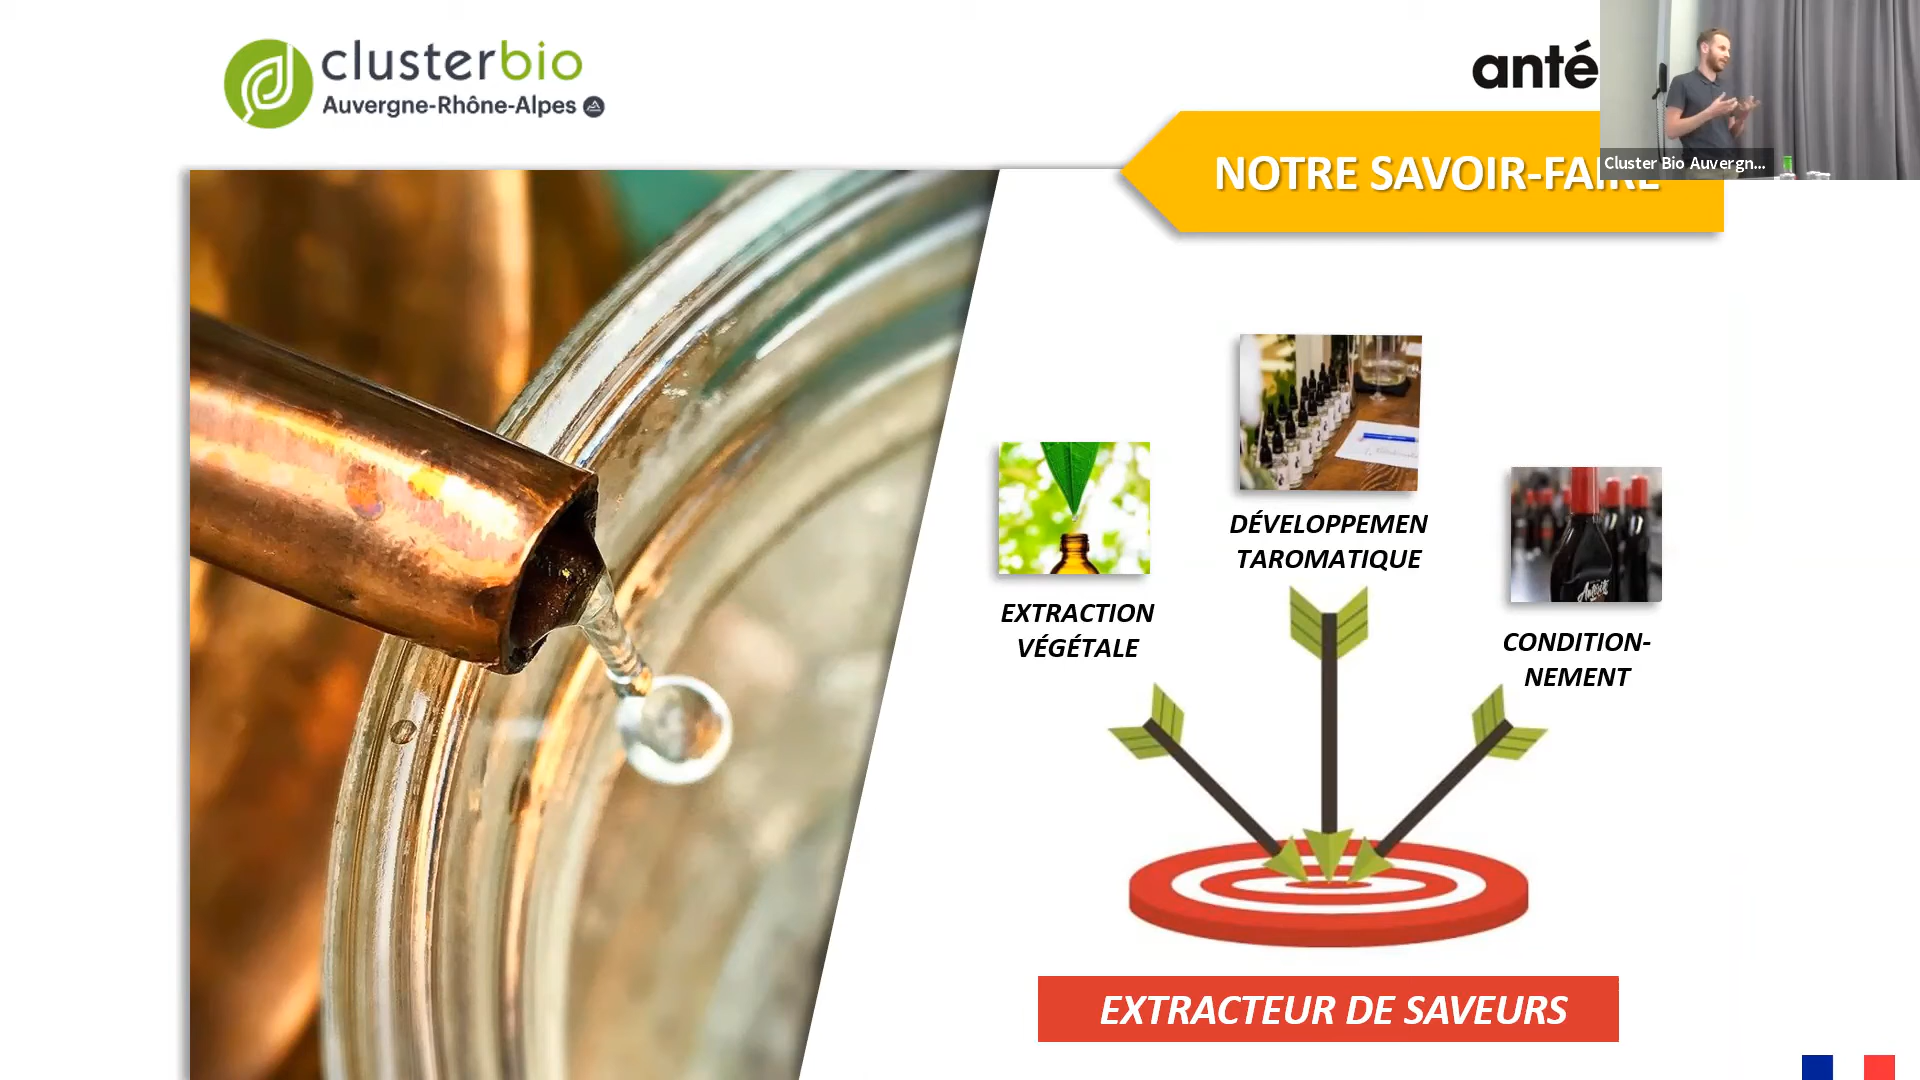 clusterbio
Auvergne-Rhône-Alpes
anté
Cluster Bio Auvergn...
NOTRE SAVOIR-FAIRE
DÉVELOPPEMEN
TAROMATIQUE
EXTRACTION
VÉGÉTALE
CONDITION-
NEMENT
EXTRACTEUR DE SAVEURS